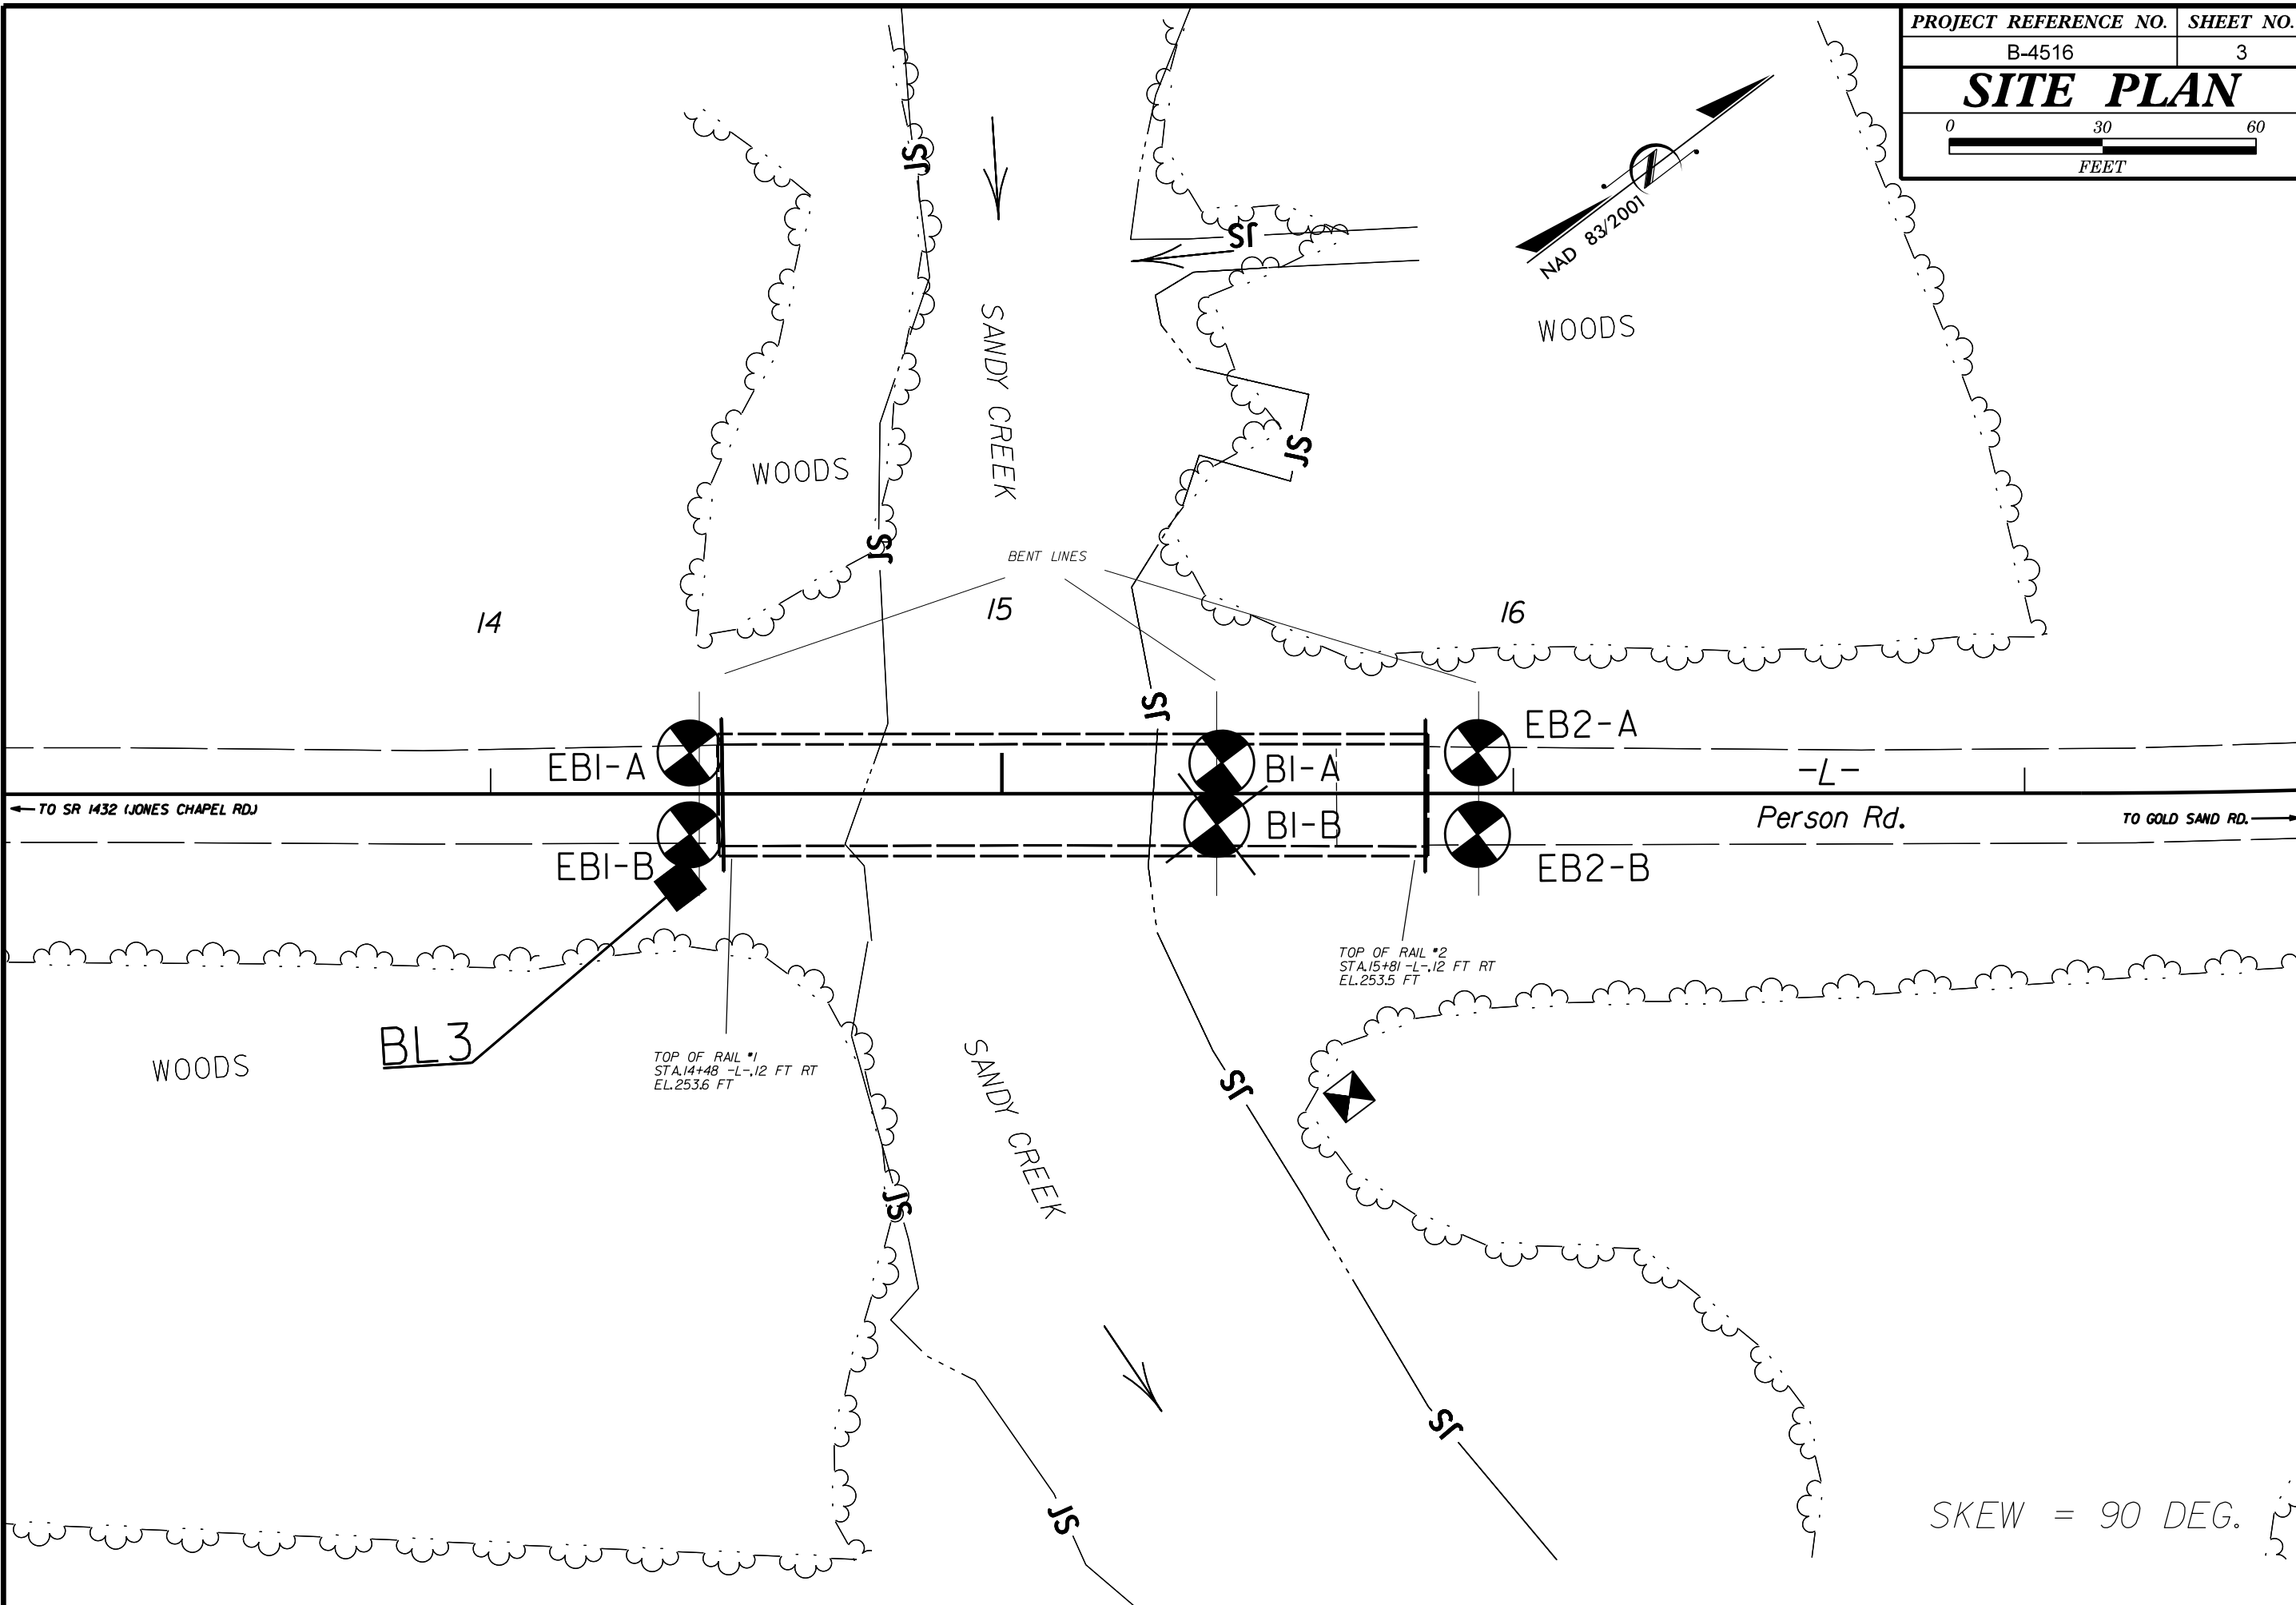 PROJECT REFERENCE NO. SHEET NO.
B-4516 3
SITE PLAN
0 30 60
FEET
NAD 83/2001
JS
JS
SANDY CREEK
WOODS
WOODS
JS
JS
BENT LINES
14 15 16
JS
EB1-A
B1-A
EB2-A
-L-
TO SR 1432 (JONES CHAPEL RD.)
Person Rd.
TO GOLD SAND RD.
EB1-B
B1-B
EB2-B
TOP OF RAIL #2
STA.15+81 -L-,12 FT RT
EL.253.5 FT
BL3
WOODS
TOP OF RAIL #1
STA.14+48 -L-,12 FT RT
EL.253.6 FT
SANDY CREEK
JS
JS
JS
JS
SKEW = 90 DEG.